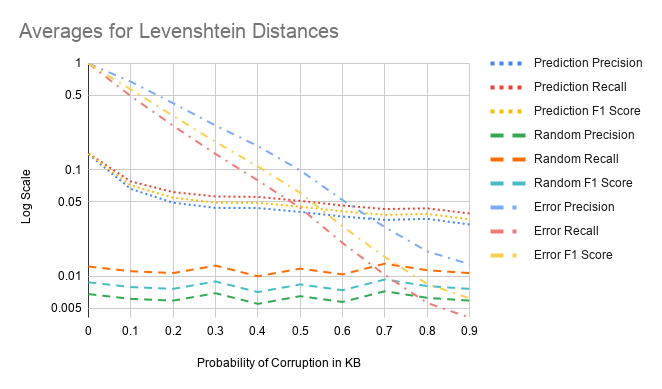 Averages for Levenshtein Distances
1
0.5
0.1
0.05
0.01
0.005
Log Scale
0 0.1 0.2 0.3 0.4 0.5 0.6 0.7 0.8 0.9
Probability of Corruption in KB
Prediction Precision
Prediction Recall
Prediction F1 Score
Random Precision
Random Recall
Random F1 Score
Error Precision
Error Recall
Error F1 Score